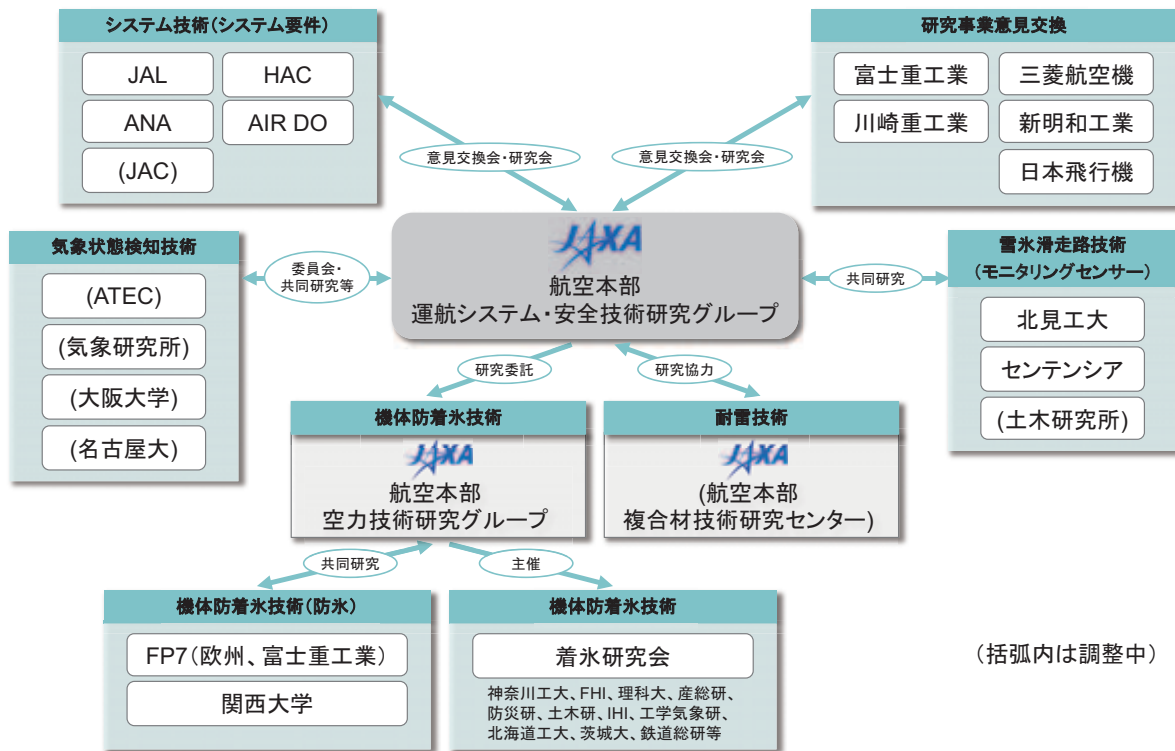 システム技術(システム要件)
JAL
HAC
ANA
AIR DO
(JAC)
研究事業意見交換
富士重工業
三菱航空機
川崎重工業
新明和工業
日本飛行機
意見交換会・研究会
意見交換会・研究会
気象状態検知技術
(ATEC)
(気象研究所)
(大阪大学)
(名古屋大)
委員会・
共同研究等
JAXA
航空本部
運航システム・安全技術研究グループ
共同研究
雪氷滑走路技術
(モニタリングセンサー)
北見工大
センテンシア
(土木研究所)
研究委託
研究協力
機体防着氷技術
JAXA
航空本部
空力技術研究グループ
耐雷技術
JAXA
(航空本部
複合材技術研究センター)
共同研究
主催
機体防着氷技術(防氷)
FP7(欧州、富士重工業)
関西大学
機体防着氷技術
着氷研究会
神奈川工大、FHI、理科大、産総研、
防災研、土木研、IHI、工学気象研、
北海道工大、茨城大、鉄道総研等
(括弧内は調整中)